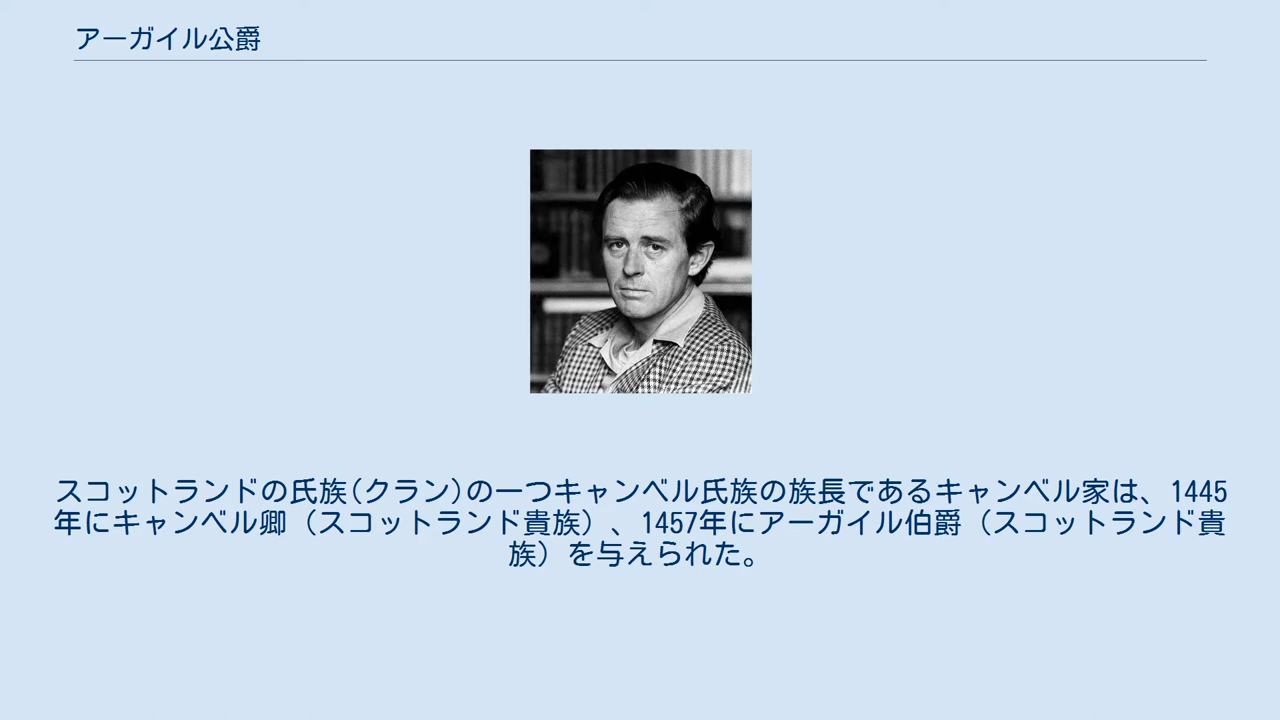 アーガイル公爵
スコットランドの氏族(クラン)の一つキャンベル氏族の族長であるキャンベル家は、1445
年にキャンベル卿（スコットランド貴族）、1457年にアーガイル伯爵（スコットランド貴
族）を与えられた。